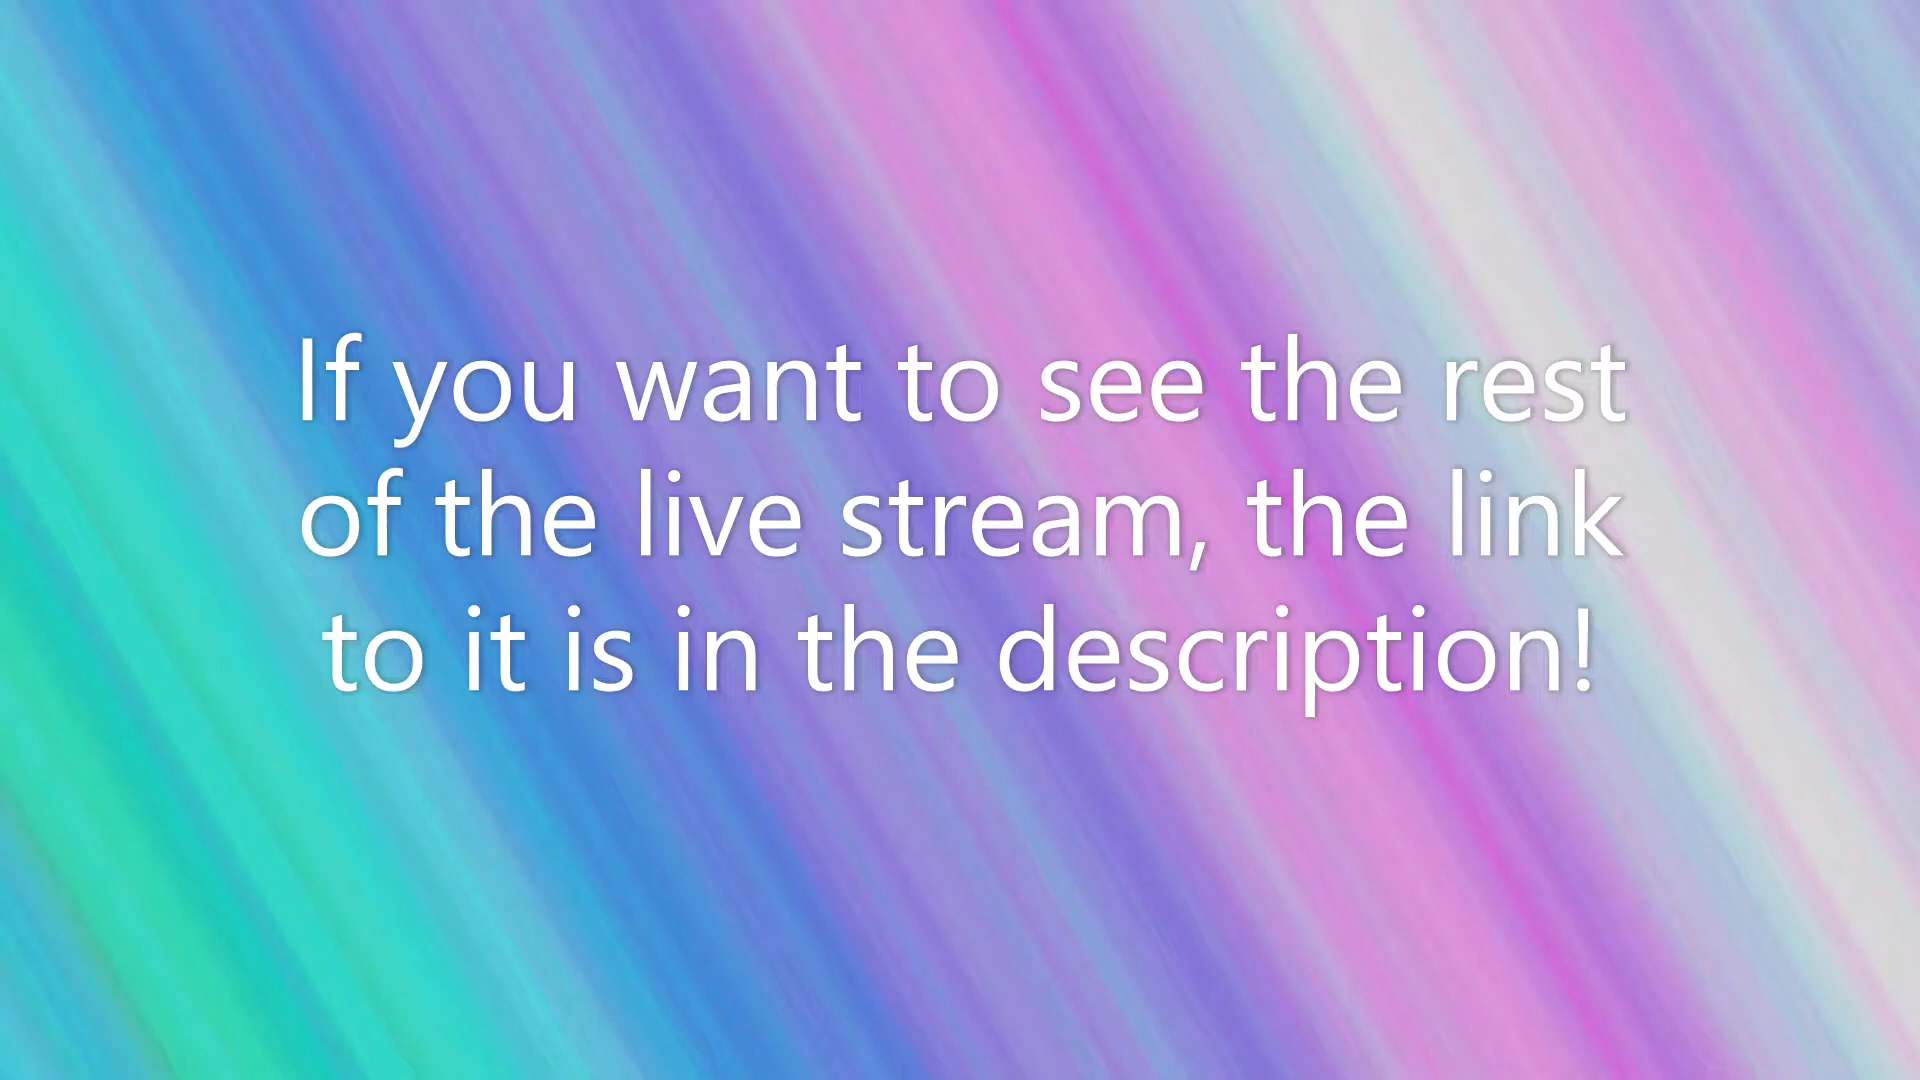 If you want to see the rest
of the live stream, the link
to it is in the description!